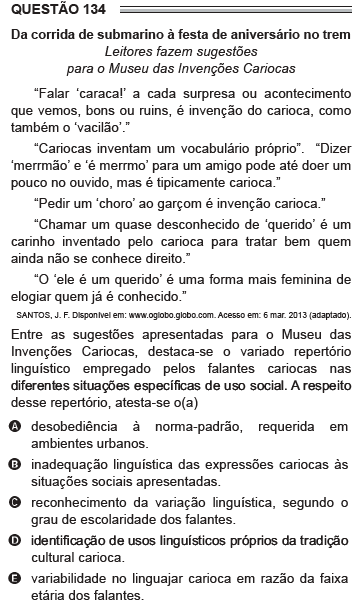 QUESTÃO 134
Da corrida de submarino à festa de aniversário no trem
Leitores fazem sugestões
para o Museu das Invenções Cariocas
“Falar ‘caraca!’ a cada surpresa ou acontecimento
que vemos, bons ou ruins, é invenção do carioca, como
também o ‘vacilão’.”
“Cariocas inventam um vocabulário próprio”. “Dizer
‘merrmão’ e ‘é merrmo’ para um amigo pode até doer um
pouco no ouvido, mas é tipicamente carioca.”
“Pedir um ‘choro’ ao garçom é invenção carioca.”
“Chamar um quase desconhecido de ‘querido’ é um
carinho inventado pelo carioca para tratar bem quem
ainda não se conhece direito.”
“O ‘ele é um querido’ é uma forma mais feminina de
elogiar quem já é conhecido.”
SANTOS, J. F. Disponível em: www.oglobo.globo.com. Acesso em: 6 mar. 2013 (adaptado).
Entre as sugestões apresentadas para o Museu das
Invenções Cariocas, destaca-se o variado repertório
linguístico empregado pelos falantes cariocas nas
diferentes situações específicas de uso social. A respeito
desse repertório, atesta-se o(a)
A desobediência à norma-padrão, requerida em
ambientes urbanos.
B inadequação linguística das expressões cariocas às
situações sociais apresentadas.
C reconhecimento da variação linguística, segundo o
grau de escolaridade dos falantes.
D identificação de usos linguísticos próprios da tradição
cultural carioca.
E variabilidade no linguajar carioca em razão da faixa
etária dos falantes.